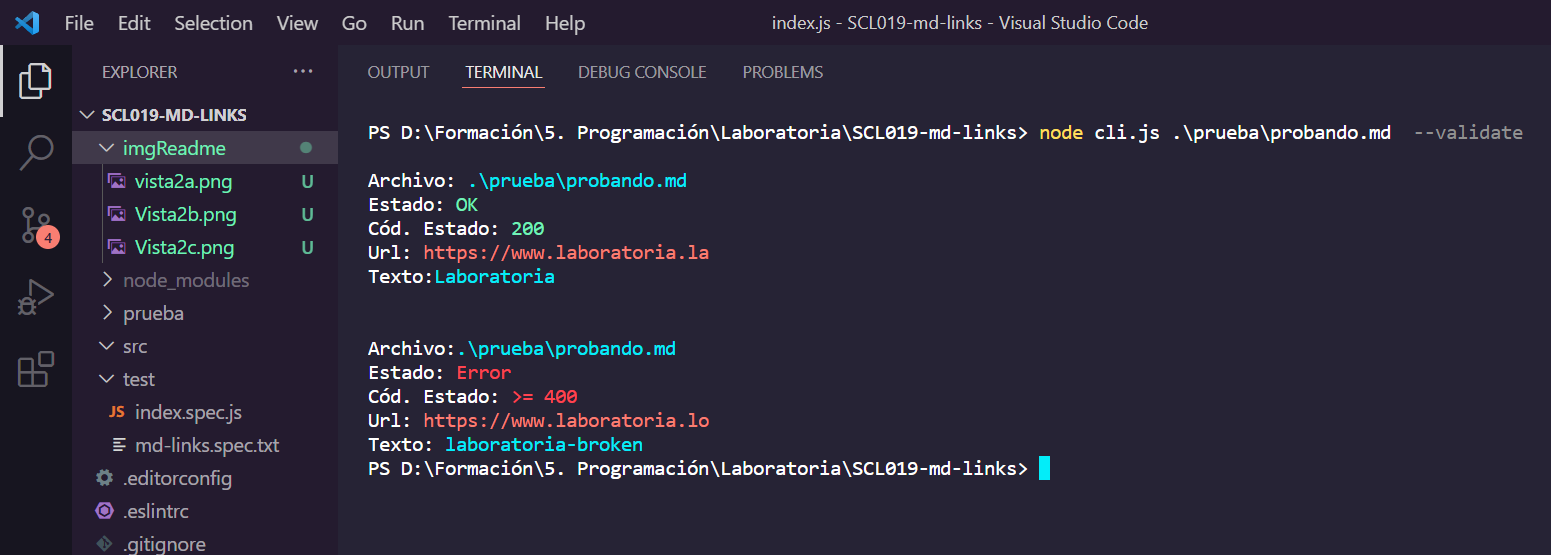 File Edit Selection View Go Run Terminal Help
index.js - SCL019-md-links - Visual Studio Code
EXPLORER ···
SCL019-MD-LINKS
imgReadme
vista2a.png U
Vista2b.png U
Vista2c.png U
node_modules
prueba
src
test
JS index.spec.js
md-links.spec.txt
.editorconfig
.eslintrc
.gitignore
4
OUTPUT TERMINAL DEBUG CONSOLE PROBLEMS
PS D:\Formación\5. Programación\Laboratoria\SCL019-md-links> node cli.js .\prueba\probando.md --validate
Archivo: .\prueba\probando.md
Estado: OK
Cód. Estado: 200
Url: https://www.laboratoria.la
Texto:Laboratoria
Archivo:.\prueba\probando.md
Estado: Error
Cód. Estado: >= 400
Url: https://www.laboratoria.lo
Texto: laboratoria-broken
PS D:\Formación\5. Programación\Laboratoria\SCL019-md-links>